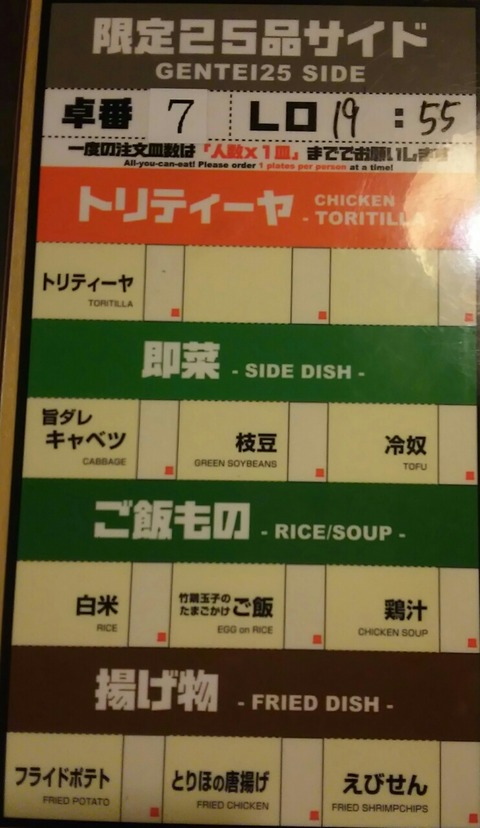 限定25品サイド
GENTEI25 SIDE
卓番 7 LO 19:55
一度の注文皿数は「人数x1皿」まででお願いします
All-you-can-eat! Please order 1 plates per person at a time!
トリティーヤ CHICKEN - TORITILLA -
トリティーヤ
TORITILLA
即菜 - SIDE DISH -
旨ダレ
キャベツ 枝豆 冷奴
CABBAGE GREEN SOYBEANS TOFU
ご飯もの - RICE/SOUP -
白米 竹鶏玉子の たまごかけ ご飯 鶏汁
RICE EGG on RICE CHICKEN SOUP
揚げ物 - FRIED DISH -
フライドポテト とりほの唐揚げ えびせん
FRIED POTATO FRIED CHICKEN FRIED SHRIMPCHIPS